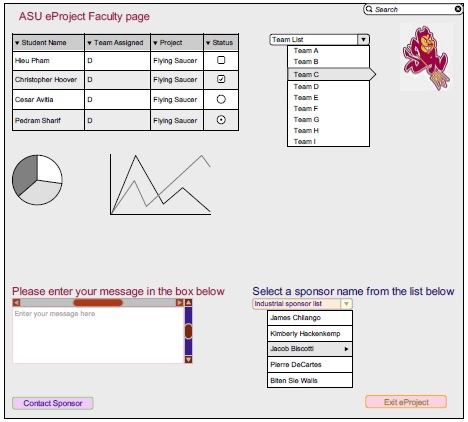 ASU eProject Faculty page
Search
Student Name Team Assigned Project Status
Hieu Pham D Flying Saucer
Christopher Hoover D Flying Saucer
Cesar Avitia D Flying Saucer
Pedram Sharif D Flying Saucer
Team List
Team A
Team B
Team C
Team D
Team E
Team F
Team G
Team H
Team I
Please enter your message in the box below
Enter your message here
Contact Sponsor
Select a sponsor name from the list below
Industrial sponsor list
James Chilango
Kimberly Hackenkemp
Jacob Biscotti
Pierre DeCartes
Biten Sie Walls
Exit eProject